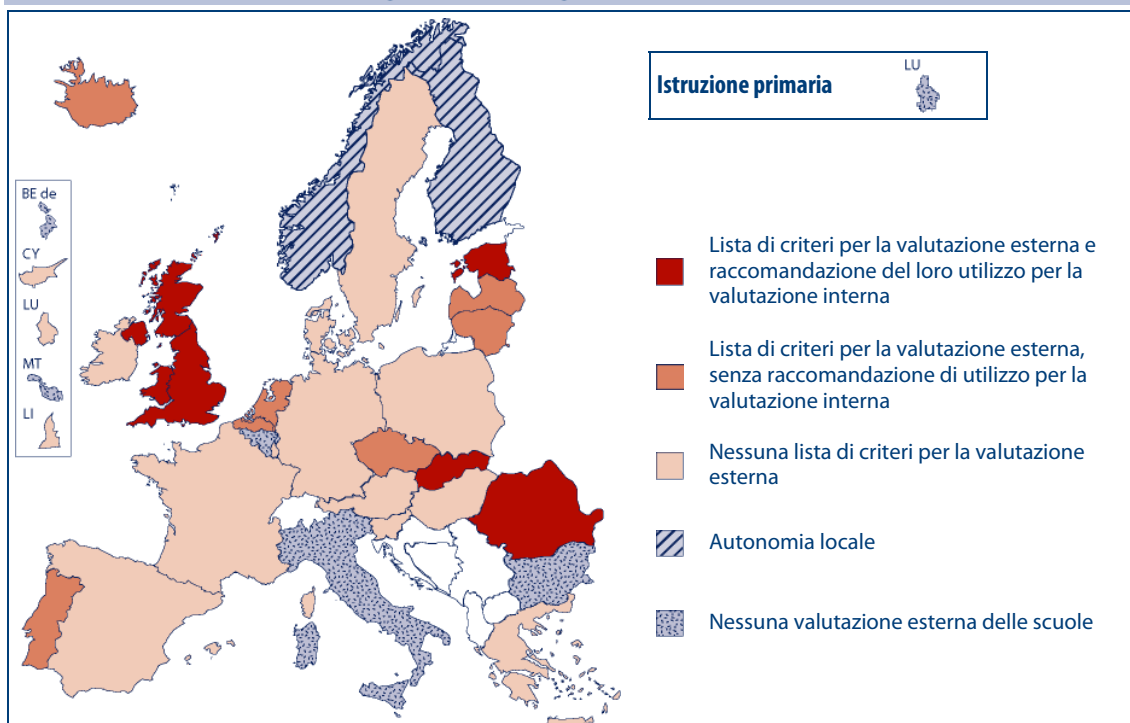 Istruzione primaria
LU
BE de
CY
LU
MT
LI
Lista di criteri per la valutazione esterna e
raccomandazione del loro utilizzo per la
valutazione interna
Lista di criteri per la valutazione esterna,
senza raccomandazione di utilizzo per la
valutazione interna
Nessuna lista di criteri per la valutazione
esterna
Autonomia locale
Nessuna valutazione esterna delle scuole